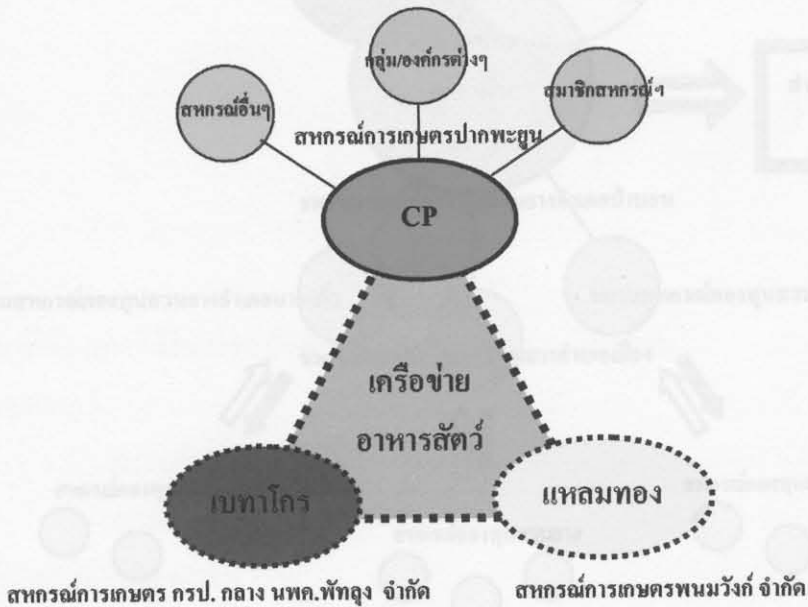 กลุ่ม/องค์กรต่างๆ
สหกรณ์อื่นๆ
สมาชิกสหกรณ์ฯ
สหกรณ์การเกษตรปากพะยูน
CP
เครือข่าย
อาหารสัตว์
เบทาโกร
แหลมทอง
สหกรณ์การเกษตร กรป. กลาง นพค.พัทลุง จำกัด
สหกรณ์การเกษตรพนมวังก์ จำกัด